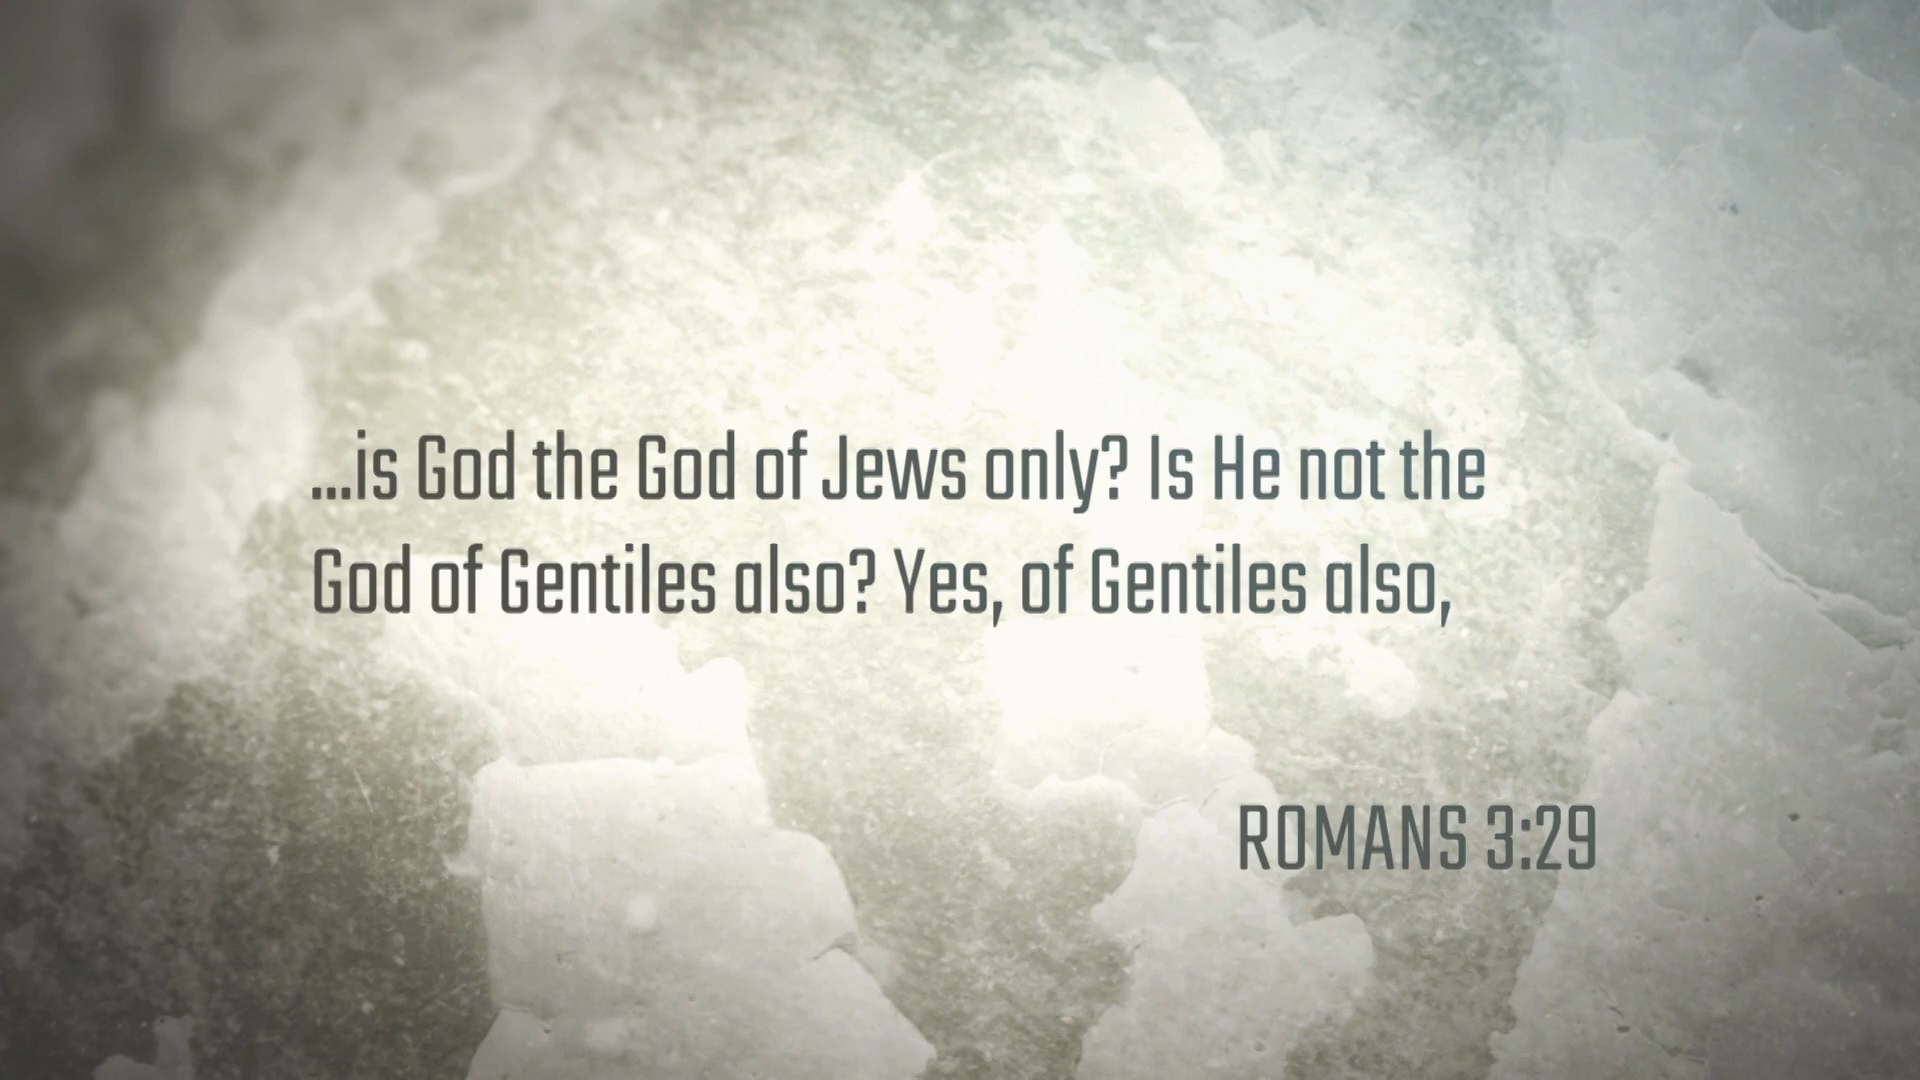 ...is God the God of Jews only? Is He not the
God of Gentiles also? Yes, of Gentiles also,
ROMANS 3:29